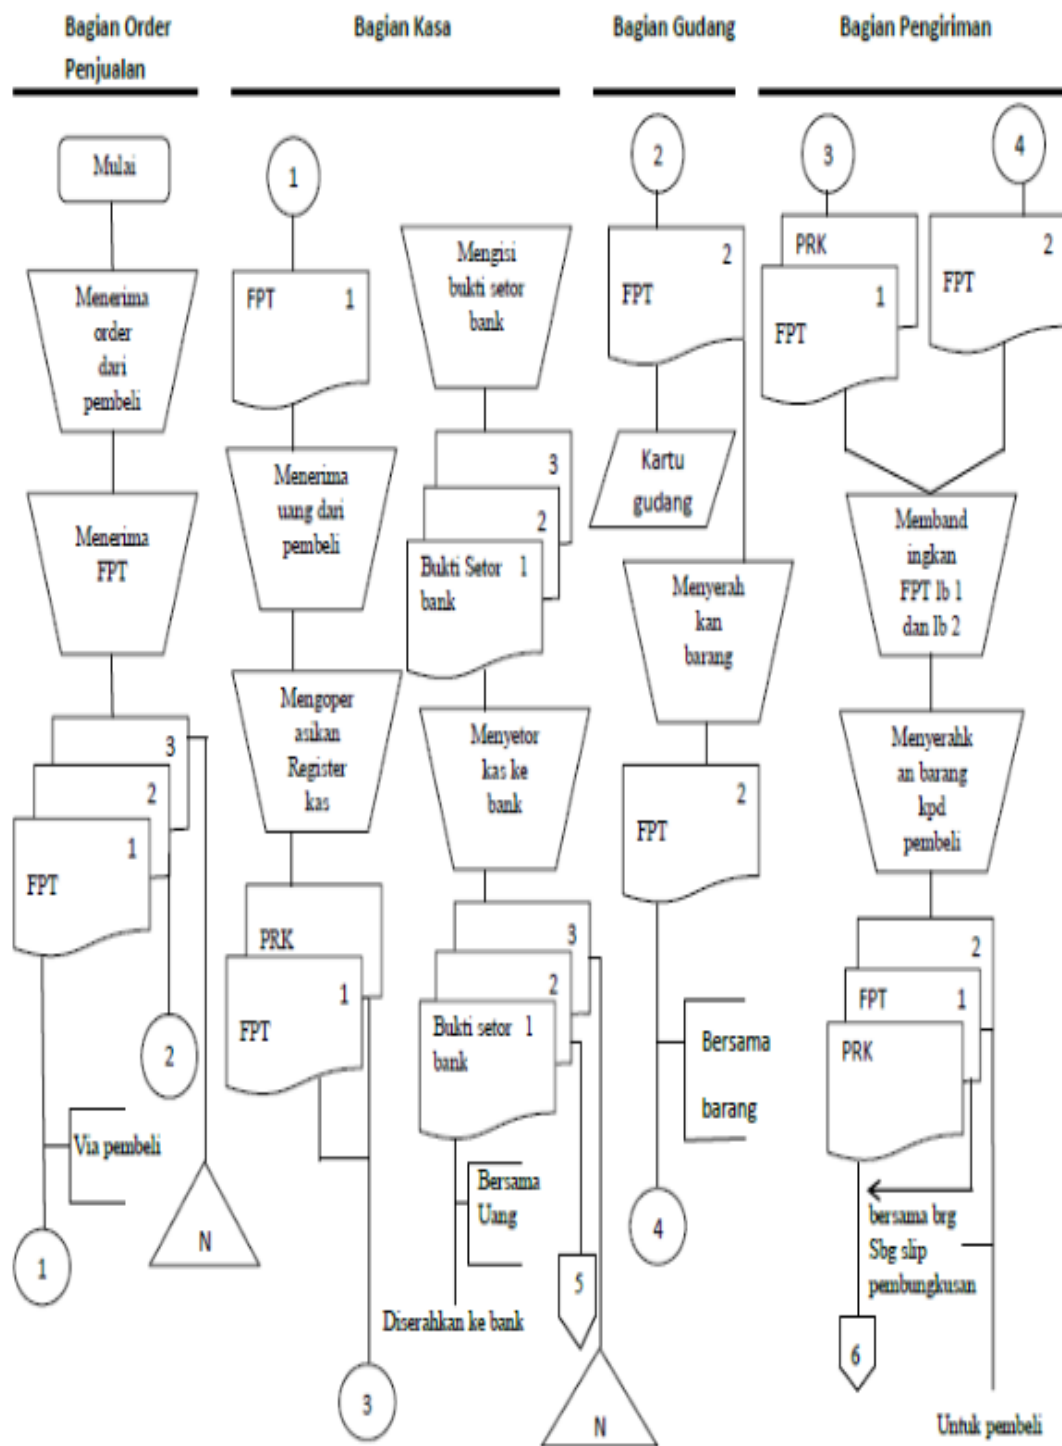 Bagian Order
Penjualan
Bagian Kasa
Bagian Gudang
Bagian Pengiriman
Mulai
Menerima
order
dari
pembeli
Menerima
FPT
3
2
1
FPT
2
Via pembeli
1
N
1
FPT 1
Menerima
uang dari
pembeli
Mengoper
asikan
Register
kas
PRK
1
FPT
3
Mengisi
bukti setor
bank
3
2
Bukti Setor 1
bank
Menyetor
kas ke
bank
3
2
Bukti setor 1
bank
Bersama
Uang
Diserahkan ke bank
5
N
2
2
FPT
Kartu
gudang
Menyerah
kan
barang
2
FPT
Bersama
barang
4
3
4
PRK
1
FPT
2
FPT
Memband
ingkan
FPT lb 1
dan lb 2
Menyerahk
an barang
kpd
pembeli
2
FPT 1
PRK
bersama brg
Sbg slip
pembungkusan
6
Untuk pembeli